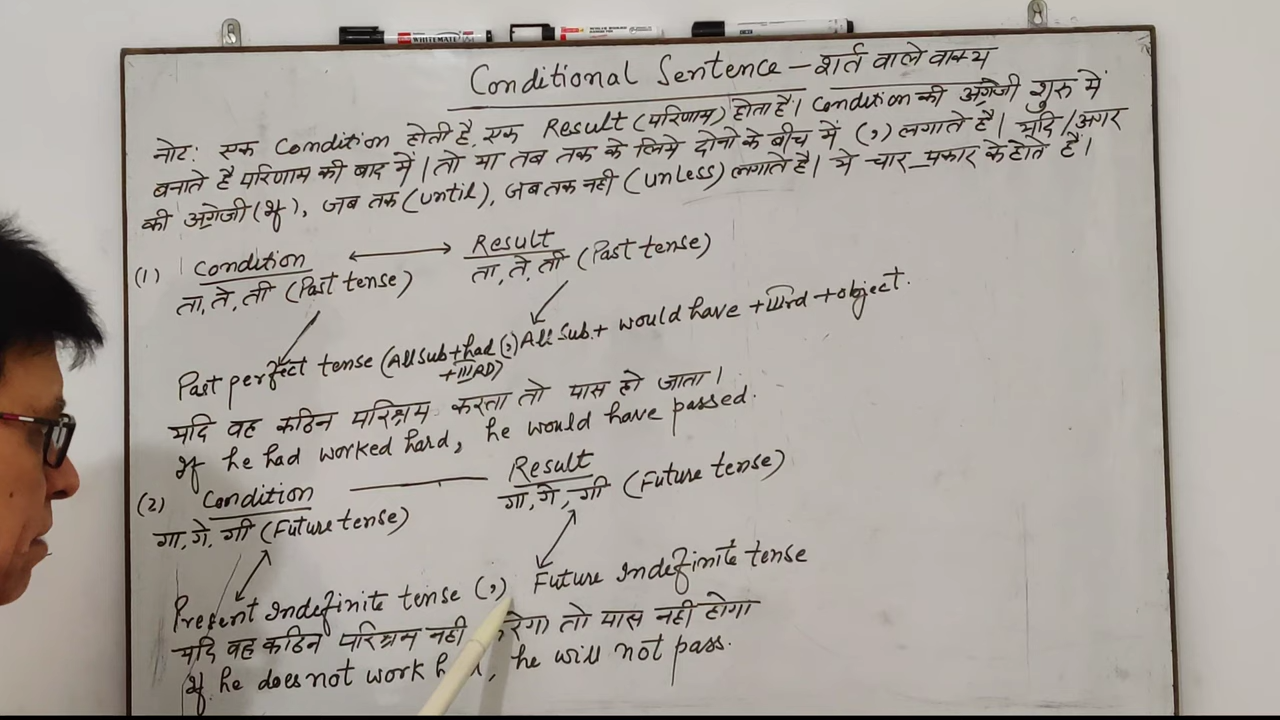 WHITEMATE
Conditional Sentence – शर्त वाले वाक्य
नोट: एक Condition होती है, एक Result (परिणाम) होता है। Condition की अंग्रेजी शुरु में
बनाते है परिणाम की बाद में। तो या तब तक के लिये दोनो के बीच में (,) लगाते है। यदि/अगर
की अंग्रेजी (If), जब तक (until), जब तक नही (unless) लगाते है। ये चार प्रकार के होते हैं।
(1) Condition ⟷ Result
ता, ते, ती (Past tense) ता, ते, ती (Past tense)
Past perfect tense (All Sub + had (,) All Sub. + would have + IIIrd + object.
+ IIIRD)
यदि वह कठिन परिश्रम करता तो पास हो जाता।
If he had worked hard, he would have passed.
(2) Condition — Result
गा, गे, गी (Future tense) गा, गे, गी (Future tense)
Present Indefinite tense (,) Future Indefinite tense
यदि वह कठिन परिश्रम नही तो पास नही होगा
If he does not work , he will not pass.